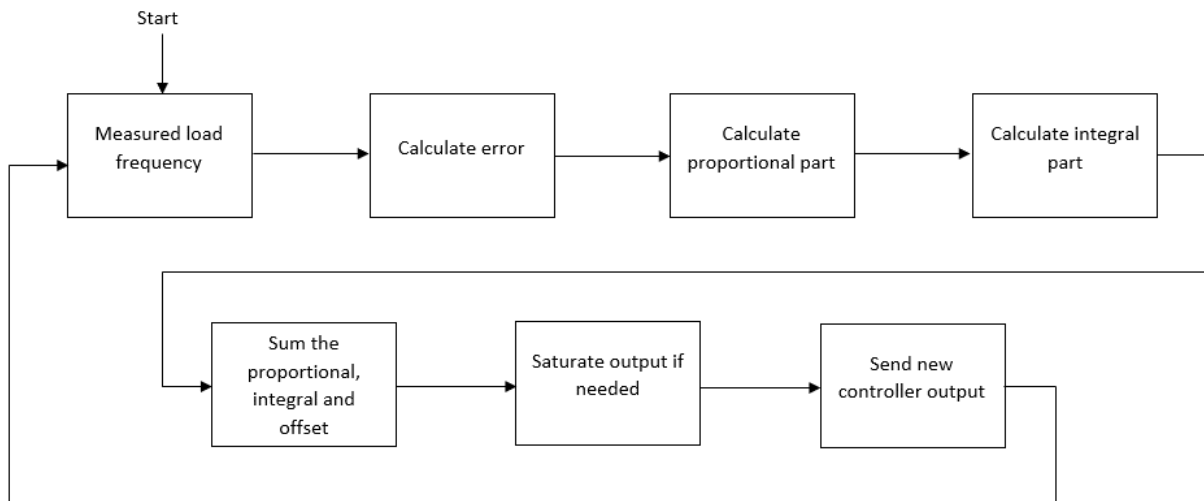 Start
Measured load
frequency
Calculate error
Calculate
proportional part
Calculate integral
part
Sum the
proportional,
integral and
offset
Saturate output if
needed
Send new
controller output